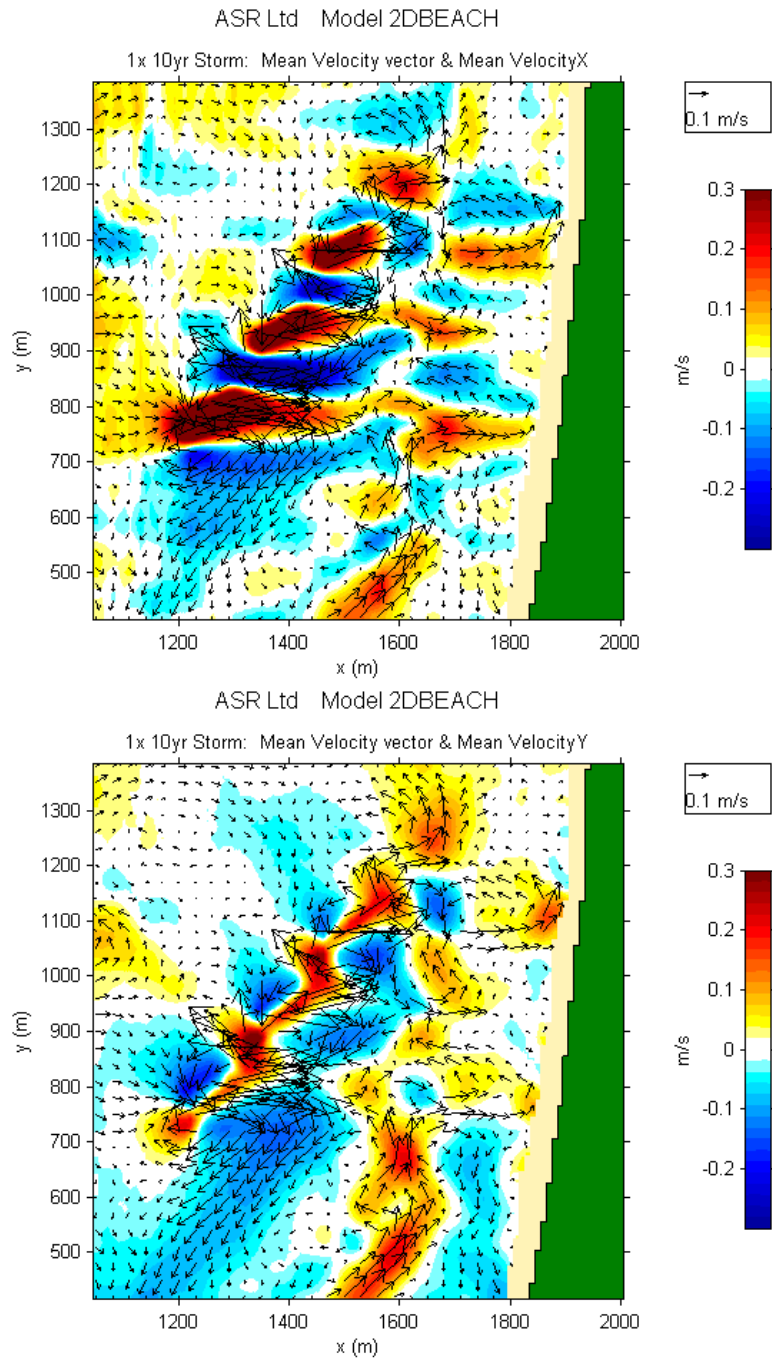 ASR Ltd Model 2DBEACH
1x 10yr Storm: Mean Velocity vector & Mean VelocityX
0.1 m/s
1300
1200
1100
1000
900
800
700
600
500
y (m)
1200 1400 1600 1800 2000
x (m)
0.3
0.2
0.1
0
-0.1
-0.2
m/s
ASR Ltd Model 2DBEACH
1x 10yr Storm: Mean Velocity vector & Mean VelocityY
0.1 m/s
1300
1200
1100
1000
900
800
700
600
500
y (m)
1200 1400 1600 1800 2000
x (m)
0.3
0.2
0.1
0
-0.1
-0.2
m/s